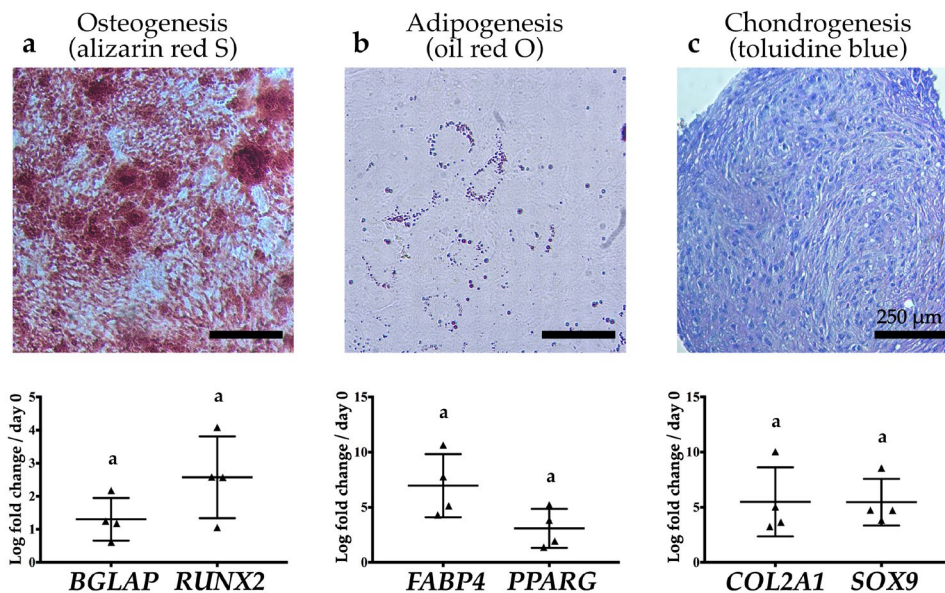 Osteogenesis
a (alizarin red S)
Adipogenesis
b (oil red O)
Chondrogenesis
c (toluidine blue)
250 µm
Log fold change / day 0
5
4
3
2
1
0
a
a
BGLAP RUNX2
Log fold change / day 0
15
10
5
0
a
a
FABP4 PPARG
Log fold change / day 0
15
10
5
0
a
a
COL2A1 SOX9